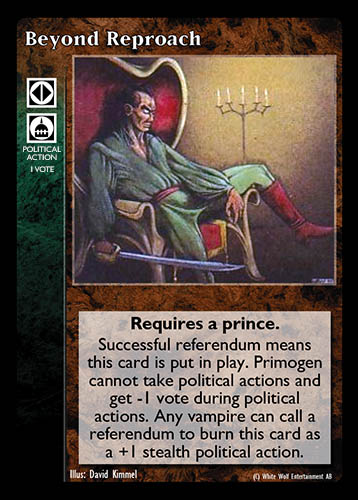 Beyond Reproach
POLITICAL
ACTION
1 VOTE
Requires a prince.
Successful referendum means
this card is put in play. Primogen
cannot take political actions and
get -1 vote during political
actions. Any vampire can call a
referendum to burn this card as
a +1 stealth political action.
Illus: David Kimmel
(C) White Wolf Entertainment AB